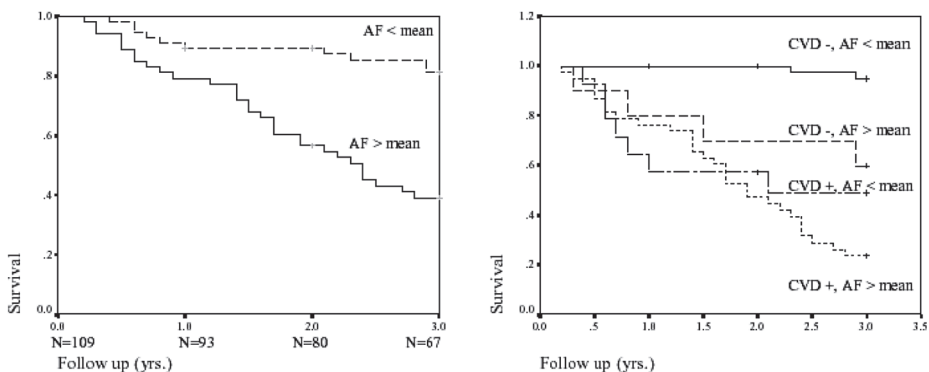 1.0
.8
.6
.4
.2
0.0
Survival
AF < mean
AF > mean
0.0 1.0 2.0 3.0
N=109 N=93 N=80 N=67
Follow up (yrs.)
1.2
1.0
.8
.6
.4
.2
0.0
Survival
CVD -, AF < mean
CVD -, AF > mean
CVD +, AF < mean
CVD +, AF > mean
0.0 .5 1.0 1.5 2.0 2.5 3.0 3.5
Follow up (yrs.)